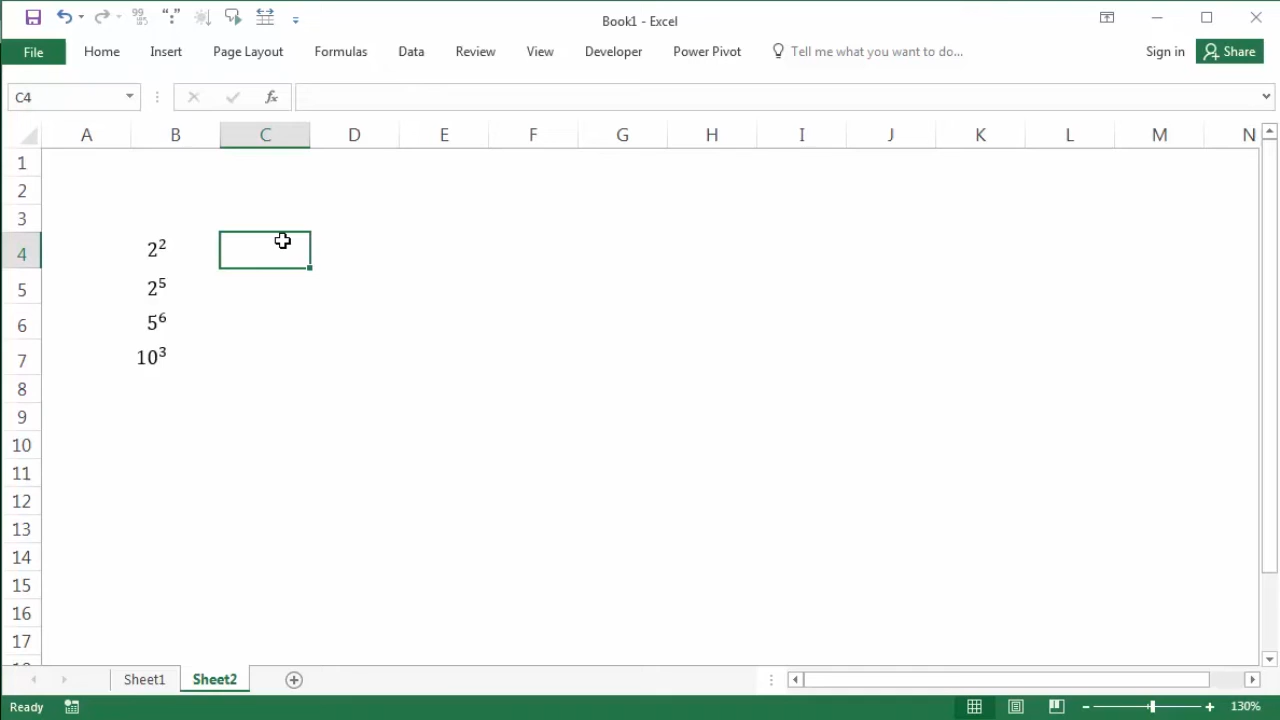 Book1 - Excel
File Home Insert Page Layout Formulas Data Review View Developer Power Pivot Tell me what you want to do... Sign in Share
C4 fx
A B C D E F G H I J K L M N
1
2
3
4 2²
5 2⁵
6 5⁶
7 10³
8
9
10
11
12
13
14
15
16
17
Sheet1 Sheet2
Ready 130%